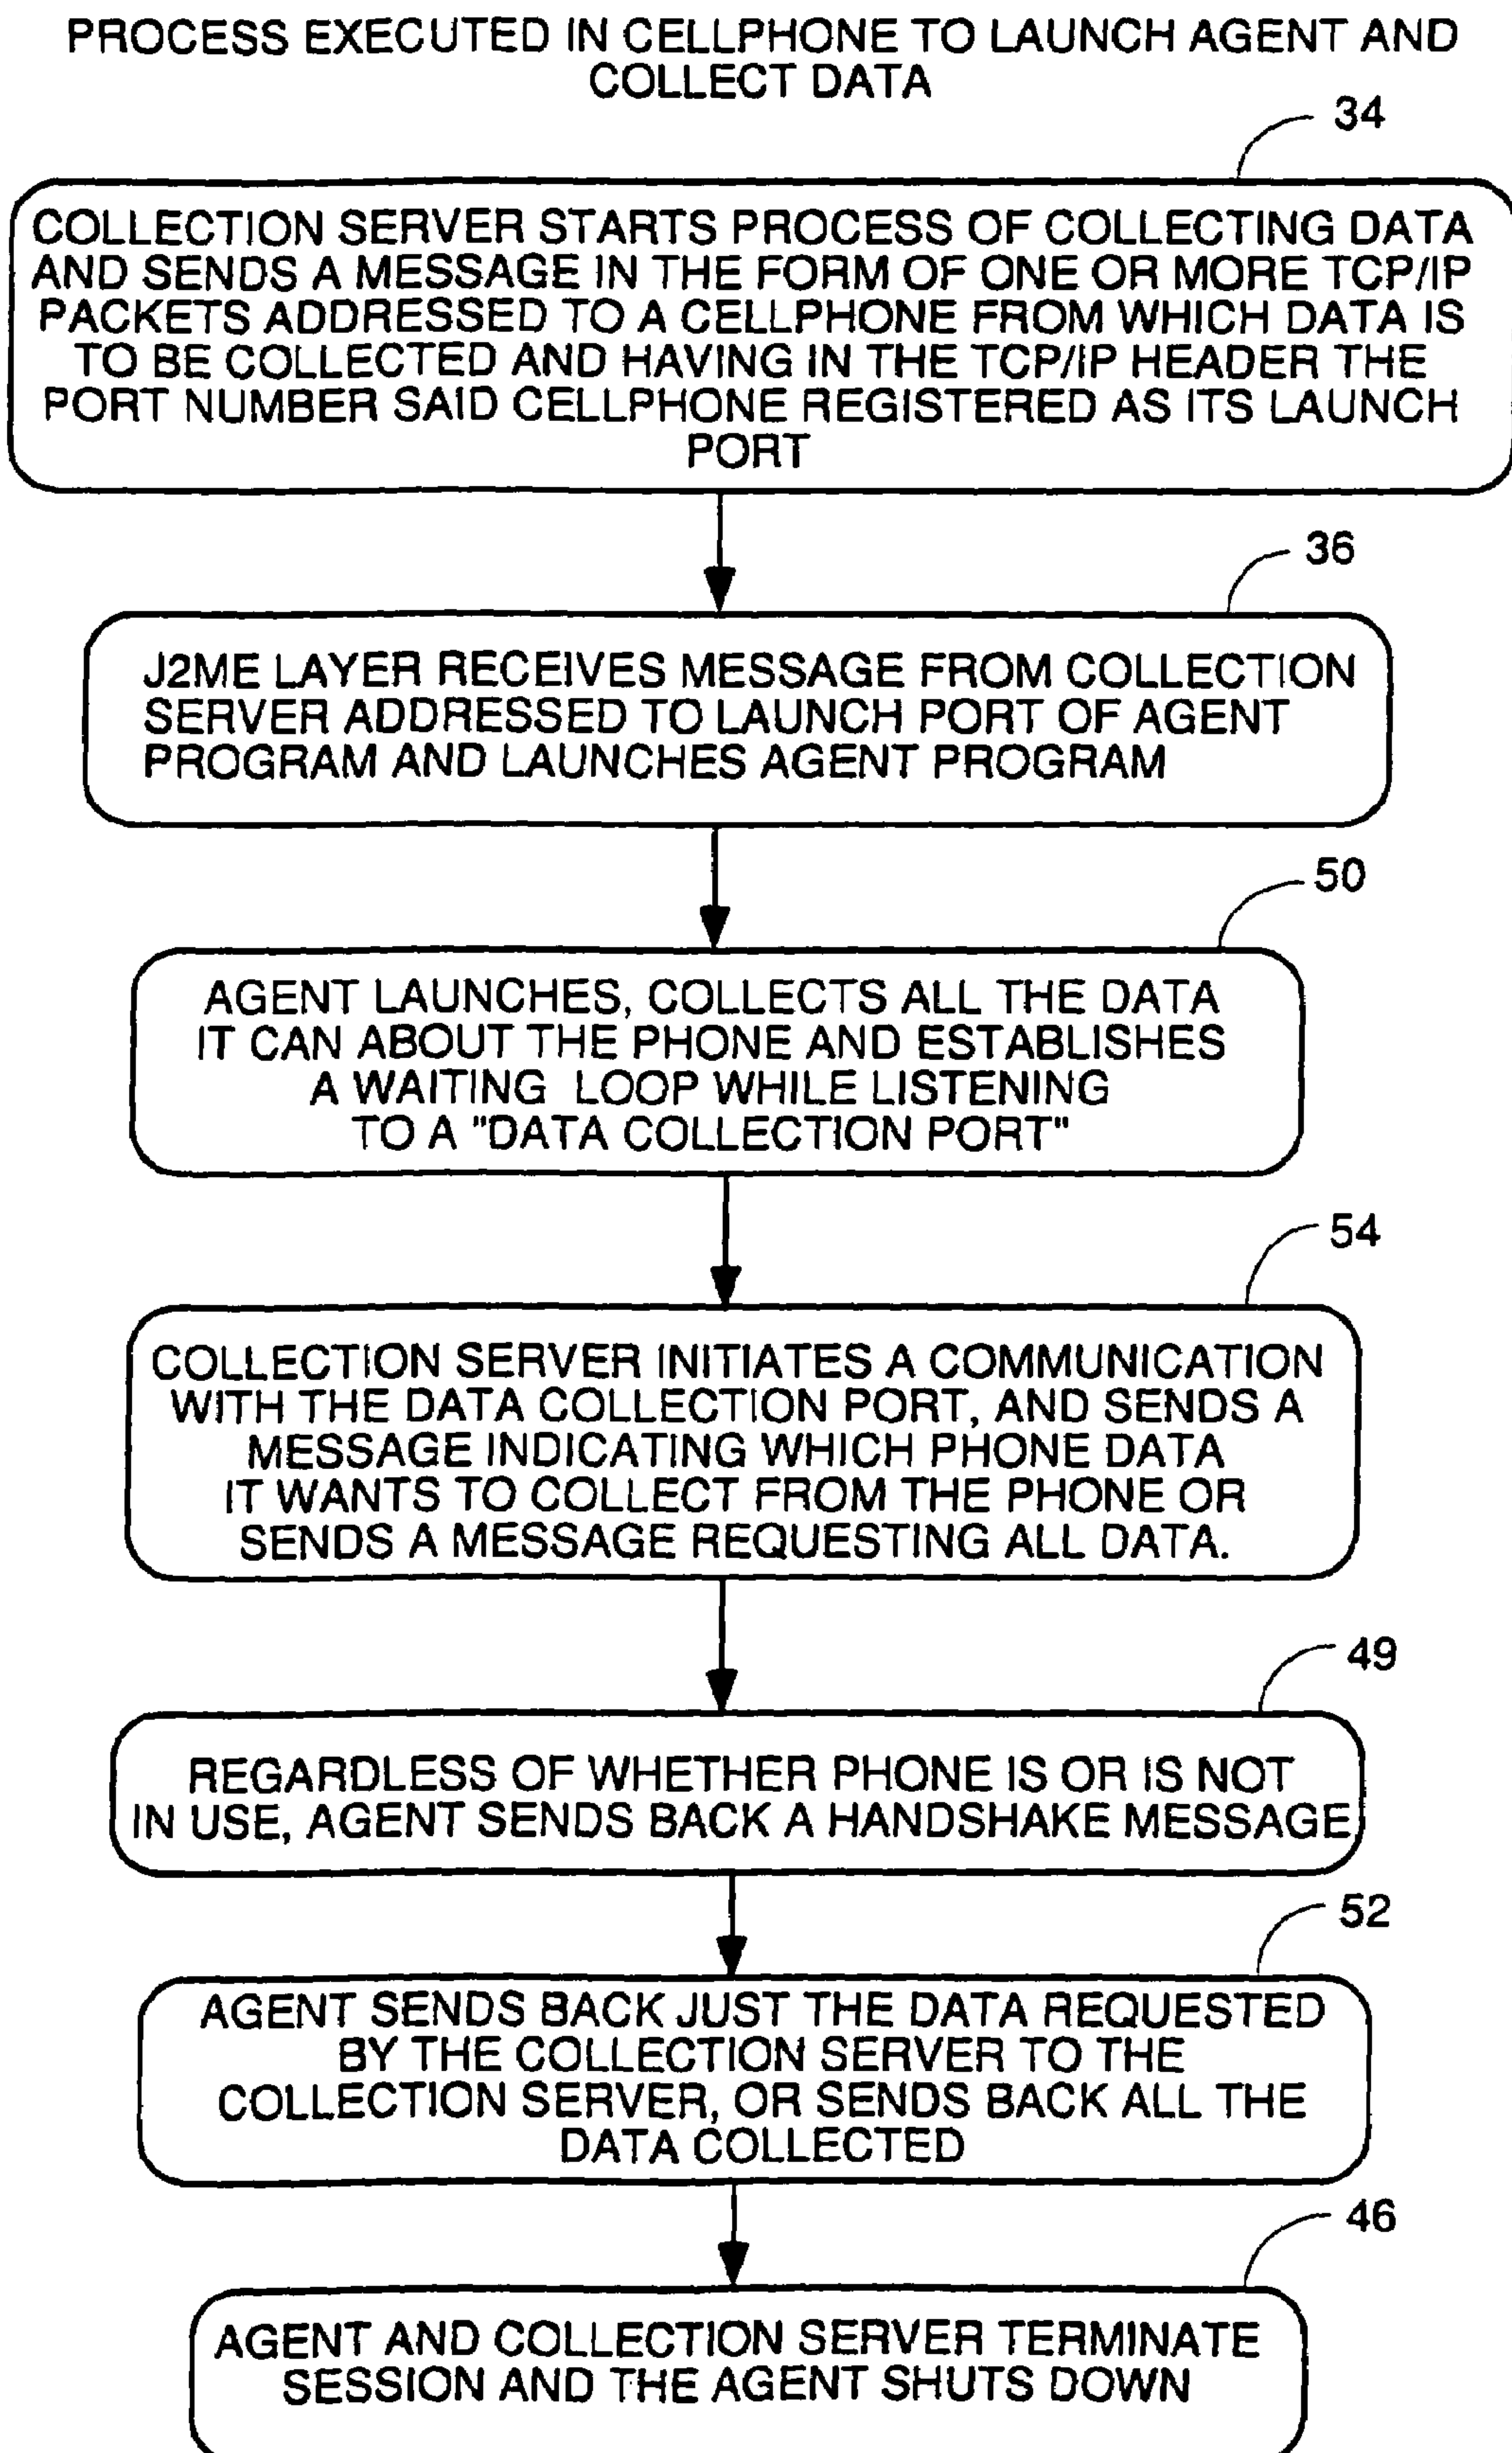 PROCESS EXECUTED IN CELLPHONE TO LAUNCH AGENT AND
COLLECT DATA
34
COLLECTION SERVER STARTS PROCESS OF COLLECTING DATA
AND SENDS A MESSAGE IN THE FORM OF ONE OR MORE TCP/IP
PACKETS ADDRESSED TO A CELLPHONE FROM WHICH DATA IS
TO BE COLLECTED AND HAVING IN THE TCP/IP HEADER THE
PORT NUMBER SAID CELLPHONE REGISTERED AS ITS LAUNCH
PORT
36
J2ME LAYER RECEIVES MESSAGE FROM COLLECTION
SERVER ADDRESSED TO LAUNCH PORT OF AGENT
PROGRAM AND LAUNCHES AGENT PROGRAM
50
AGENT LAUNCHES, COLLECTS ALL THE DATA
IT CAN ABOUT THE PHONE AND ESTABLISHES
A WAITING LOOP WHILE LISTENING
TO A "DATA COLLECTION PORT"
54
COLLECTION SERVER INITIATES A COMMUNICATION
WITH THE DATA COLLECTION PORT, AND SENDS A
MESSAGE INDICATING WHICH PHONE DATA
IT WANTS TO COLLECT FROM THE PHONE OR
SENDS A MESSAGE REQUESTING ALL DATA.
49
REGARDLESS OF WHETHER PHONE IS OR IS NOT
IN USE, AGENT SENDS BACK A HANDSHAKE MESSAGE
52
AGENT SENDS BACK JUST THE DATA REQUESTED
BY THE COLLECTION SERVER TO THE
COLLECTION SERVER, OR SENDS BACK ALL THE
DATA COLLECTED
46
AGENT AND COLLECTION SERVER TERMINATE
SESSION AND THE AGENT SHUTS DOWN